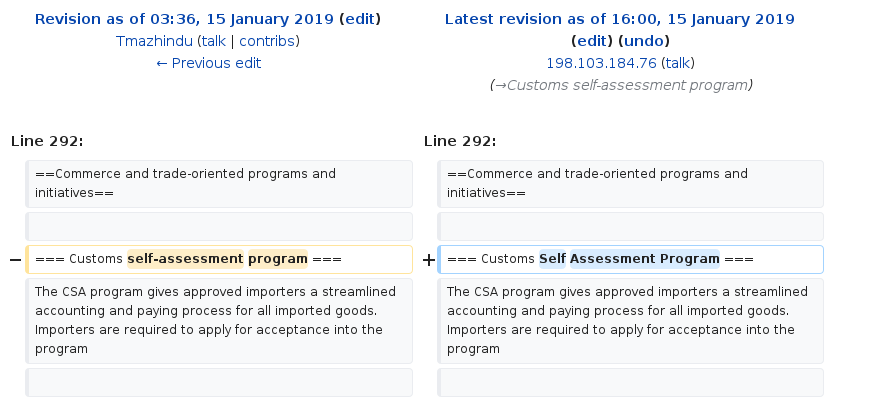 Revision as of 03:36, 15 January 2019 (edit)
Tmazhindu (talk | contribs)
← Previous edit
Latest revision as of 16:00, 15 January 2019
(edit) (undo)
198.103.184.76 (talk)
(→Customs self-assessment program)
Line 292:
Line 292:
==Commerce and trade-oriented programs and
initiatives==
==Commerce and trade-oriented programs and
initiatives==
− === Customs self-assessment program ===
+ === Customs Self Assessment Program ===
The CSA program gives approved importers a streamlined
accounting and paying process for all imported goods.
Importers are required to apply for acceptance into the
program
The CSA program gives approved importers a streamlined
accounting and paying process for all imported goods.
Importers are required to apply for acceptance into the
program